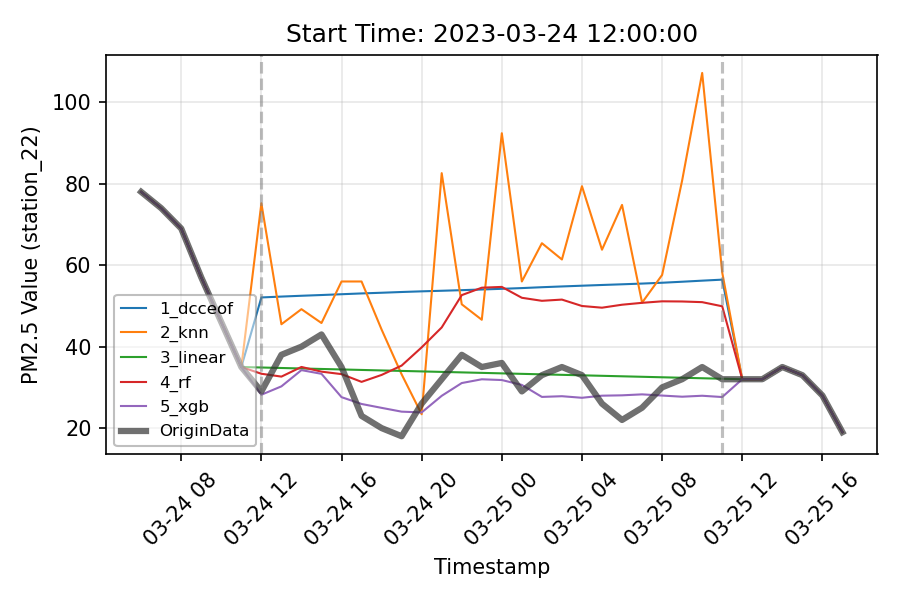 Start Time: 2023-03-24 12:00:00
PM2.5 Value (station_22)
100
80
60
40
20
1_dcceof
2_knn
3_linear
4_rf
5_xgb
OriginData
03-24 08
03-24 12
03-24 16
03-24 20
03-25 00
03-25 04
03-25 08
03-25 12
03-25 16
Timestamp